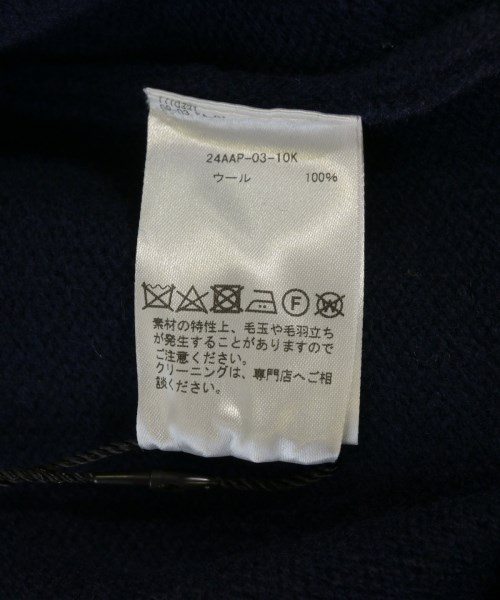 24AAP-03-10K
ウール 100%
F W
素材の特性上、毛玉や毛羽立ち
が発生することがありますので
ご注意ください。
クリーニングは、専門店へご相
談ください。